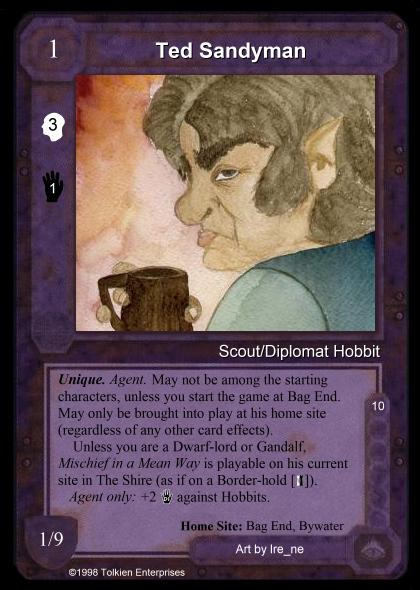 1
Ted Sandyman
3
1
Scout/Diplomat Hobbit
Unique. Agent. May not be among the starting
characters, unless you start the game at Bag End.
May only be brought into play at his home site
(regardless of any other card effects).
Unless you are a Dwarf-lord or Gandalf,
Mischief in a Mean Way is playable on his current
site in The Shire (as if on a Border-hold []).
Agent only: +2 against Hobbits.
10
Home Site: Bag End, Bywater
1/9
Art by Ire_ne
©1998 Tolkien Enterprises